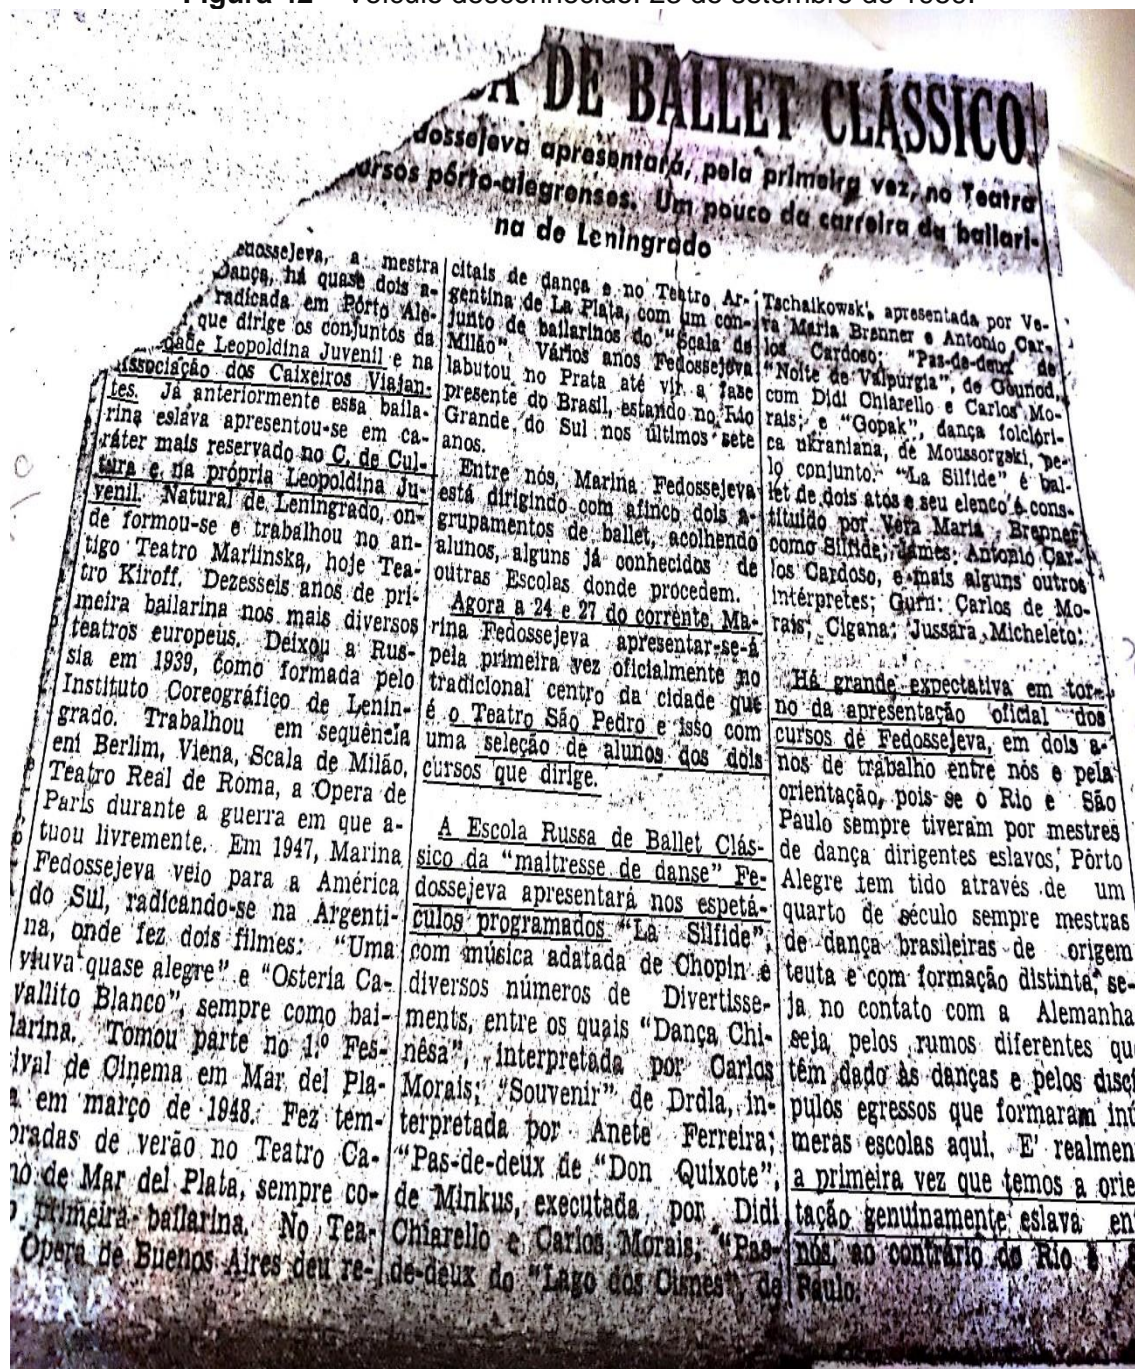 DE BALLET CLÁSSICO
dossejeva apresentará, pela primeira vez, no Teatro
ursos pôrto-alegrenses. Um pouco da carreira da bailari-
na de Leningrado
enossejeva, a mestra
Dança, há quase dois a-
radicada em Pôrto Ale-
que dirige os conjuntos da
dade Leopoldina Juvenil e na
Associação dos Caixeiros Viajan-
tes. Já anteriormente essa baila-
rina eslava apresentou-se em ca-
ráter mais reservado no C. de Cul-
tura e na própria Leopoldina Ju-
venil. Natural de Leningrado, on-
de formou-se e trabalhou no an-
tigo Teatro Marlinska, hoje Tea-
tro Kiroff. Dezesseis anos de pri-
meira bailarina nos mais diversos
teatros europeus. Deixou a Rus-
sia em 1939, como formada pelo
Instituto Coreográfico de Lenin-
grado. Trabalhou em sequência
em Berlim, Viena, Scala de Milão,
Teatro Real de Roma, a Opera de
Paris durante a guerra em que a-
tuou livremente. Em 1947, Marina
Fedossejeva veio para a América
do Sul, radicando-se na Argenti-
na, onde fez dois filmes: "Uma
viuva quase alegre" e "Osteria Ca-
vallito Blanco", sempre como bai-
larina. Tomou parte no 1.º Fes-
ival de Cinema em Mar del Pla-
a em março de 1948. Fez tem-
oradas de verão no Teatro Ca-
no de Mar del Plata, sempre co-
primeira bailarina. No Tea-
Opera de Buenos Aires deu re-
citais de dança e no Teatro Ar-
gentina de La Plata, com um con-
junto de bailarinos do "Scala de
Milão". Vários anos Fedossejeva
labutou no Prata até vir a fase
presente do Brasil, estando no Rio
Grande do Sul nos últimos sete
anos.
Entre nós, Marina Fedossejeva
está dirigindo com afinco dois a-
grupamentos de ballet, acolhendo
alunos, alguns já conhecidos de
outras Escolas donde procedem.
Agora a 24 e 27 do corrente, Ma-
rina Fedossejeva apresentar-se-á
pela primeira vez oficialmente no
tradicional centro da cidade que
é o Teatro São Pedro e isso com
uma seleção de alunos dos dois
cursos que dirige.
A Escola Russa de Ballet Clás-
sico da "maitresse de danse" Fe-
dossejeva apresentará nos espetá-
culos programados "La Silfide",
com música adatada de Chopin e
diversos números de Divertisse-
ments, entre os quais "Dança Chi-
nêsa", interpretada por Carlos
Morais; "Souvenir" de Drdla, in-
terpretada por Anete Ferreira;
"Pas-de-deux de "Don Quixote",
de Minkus, executada por Didi
Chiarello e Carlos Morais; "Pas-
de-deux do "Lago dos Cisnes", de
Tschaikowsk', apresentada por Ve-
ra Maria Brenner e Antonio Car-
los Cardoso; "Pas-de-deux" de
"Noite de Valpurgia", de Gounod,
com Didi Chiarello e Carlos Mo-
rais; e "Gopak", dança folclóri-
ca ukraniana, de Moussorgski, pe-
lo conjunto. "La Silfide" é bal-
let de dois atos e seu elenco é cons-
tituído por Vera Maria Brenner
como Silfide; James: Antonio Car-
los Cardoso, e mais alguns outros
intérpretes; Gurn: Carlos de Mo-
rais; Cigana: Jussara Micheleto.
Há grande expectativa em tor-
no da apresentação oficial dos
cursos de Fedossejeva, em dois a-
nos de trabalho entre nós e pela
orientação, pois se o Rio e São
Paulo sempre tiveram por mestres
de dança dirigentes eslavos, Pôrto
Alegre tem tido através de um
quarto de século sempre mestras
de dança brasileiras de origem
teuta e com formação distinta, se-
ja no contato com a Alemanha
seja pelos rumos diferentes qu
têm dado às danças e pelos disci
pulos egressos que formaram inú
meras escolas aqui. E' realmen
a primeira vez que temos a orie
tação genuinamente eslava en
nós, ao contrário do Rio e
Paulo.